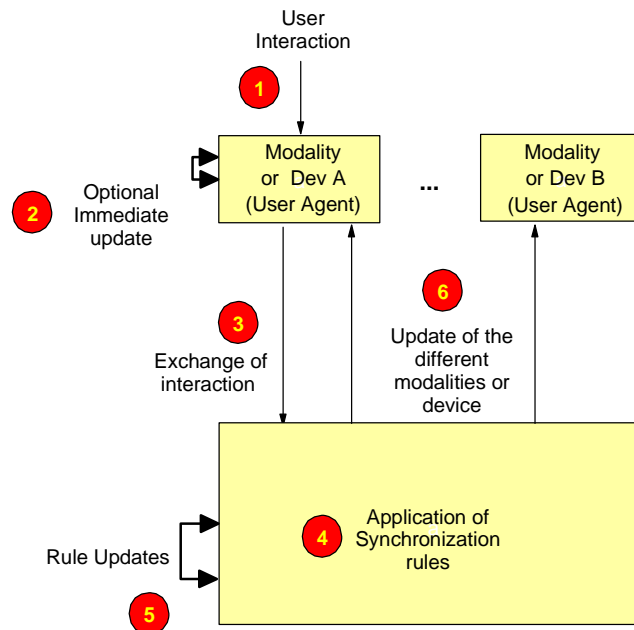 User
Interaction
1
Modality
or Dev A
(User Agent)
...
Modality
or Dev B
(User Agent)
2
Optional
Immediate
update
3
Exchange of
interaction
6
Update of the
different
modalities or
device
4
Application of
Synchronization
rules
Rule Updates
5